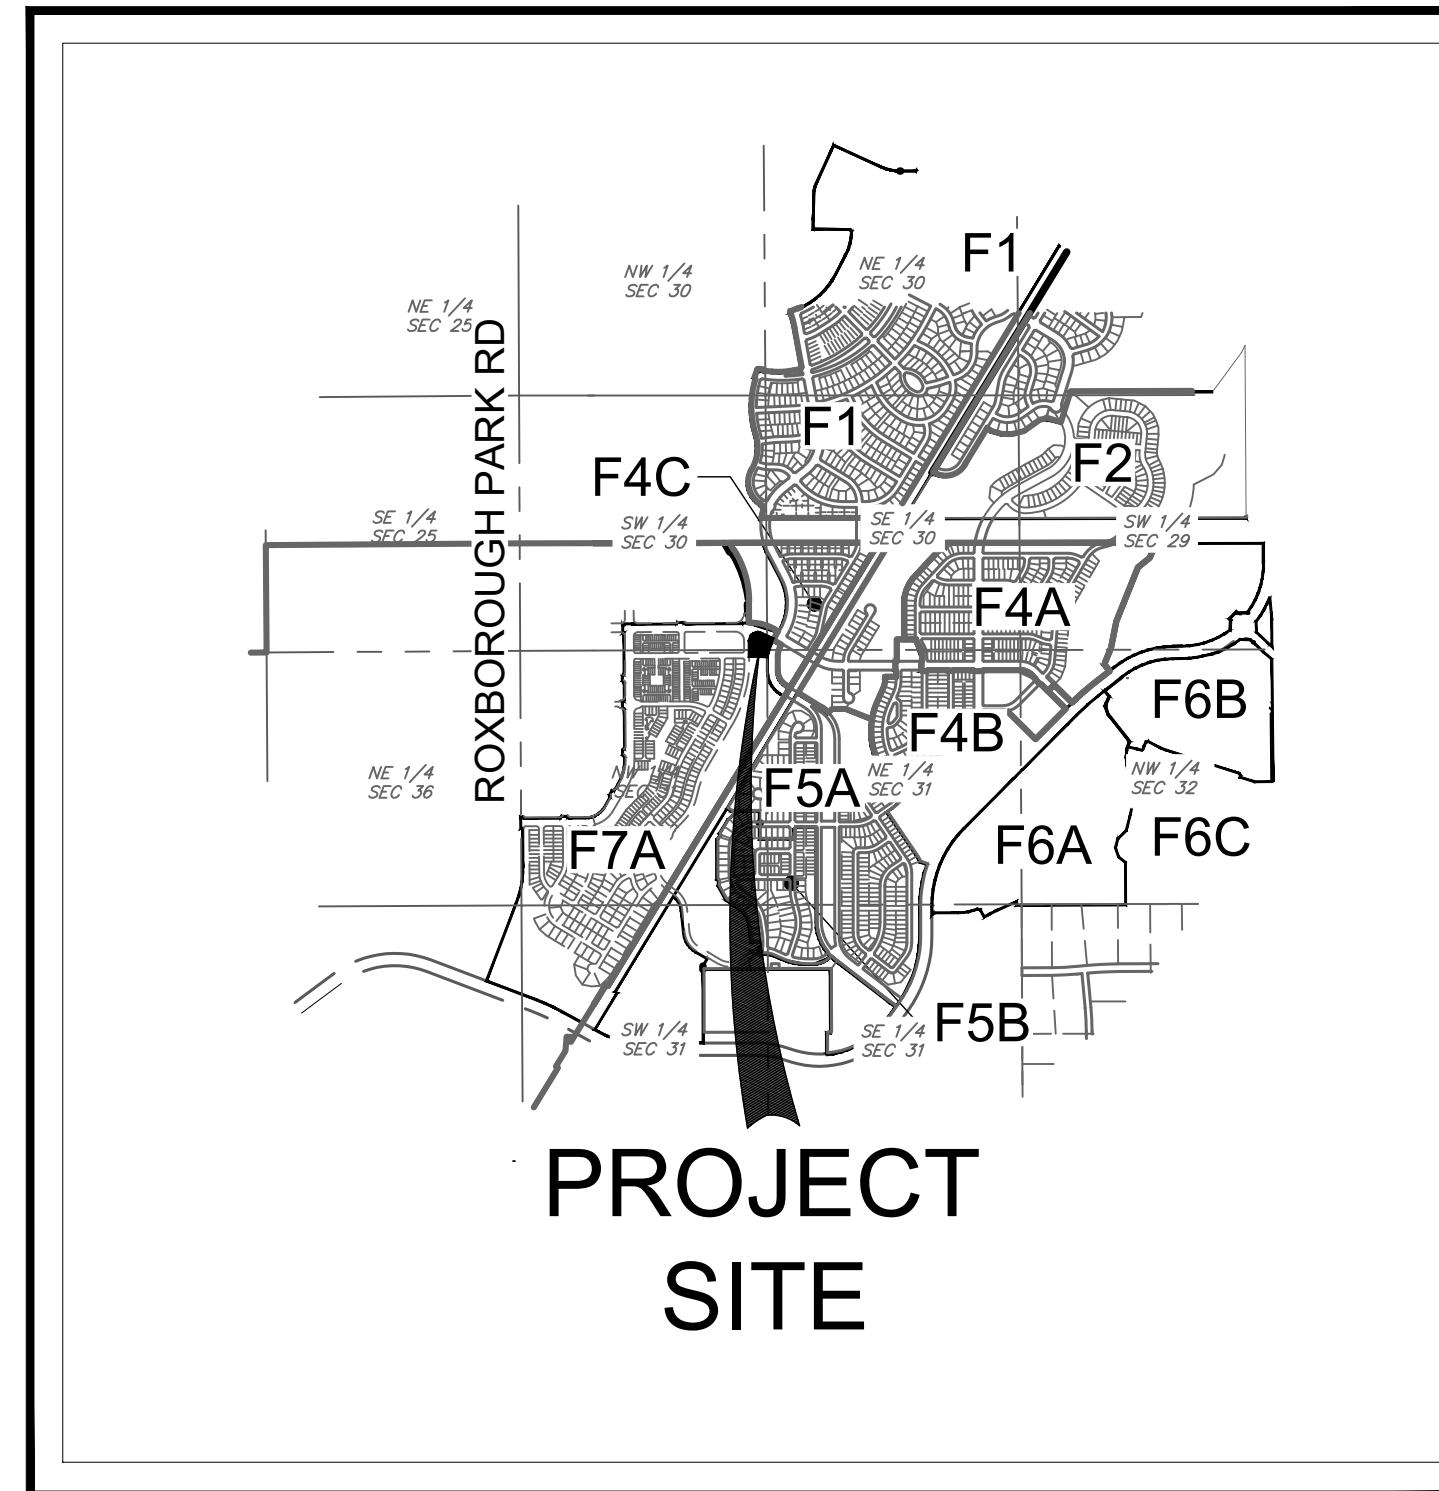 F1
NE 1/4
SEC 30
NW 1/4
SEC 30
NE 1/4
SEC 25
ROXBOROUGH PARK RD
F1
F2
F4C
SE 1/4
SEC 25
SW 1/4
SEC 30
SE 1/4
SEC 30
SW 1/4
SEC 29
F4A
F6B
F4B
NE 1/4
SEC 36
NW 1/4
SEC
F5A
NE 1/4
SEC 31
NW 1/4
SEC 32
F7A
F6A
F6C
SW 1/4
SEC 31
SE 1/4
SEC 31
F5B
PROJECT
SITE